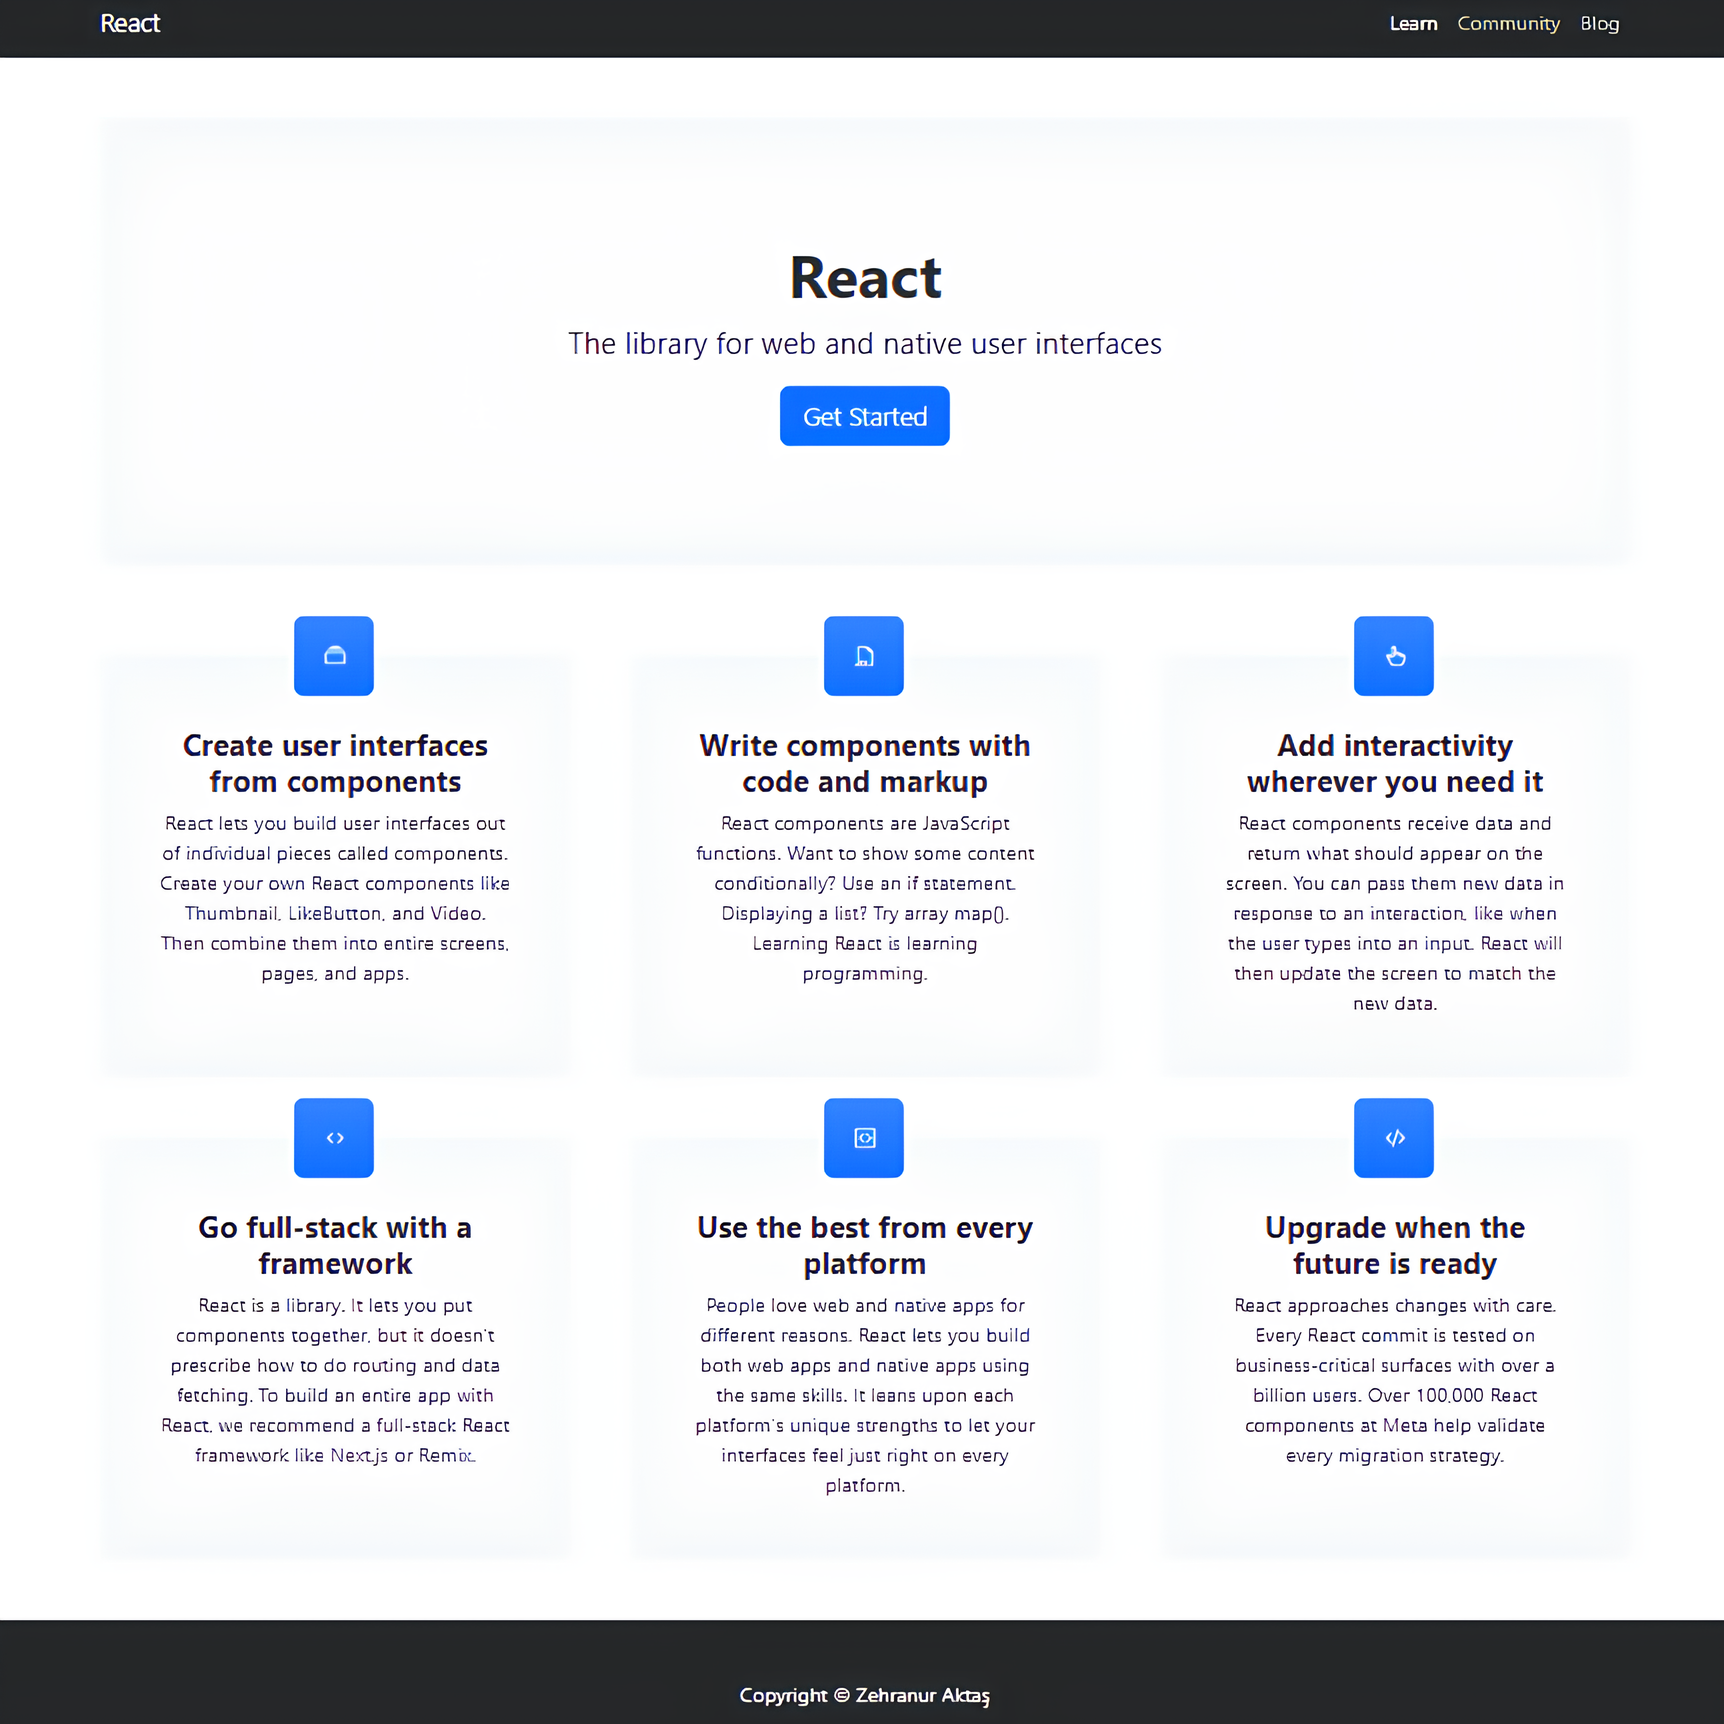 React
Learn Community Blog
React
The library for web and native user interfaces
Get Started
Create user interfaces
from components
React lets you build user interfaces out
of individual pieces called components.
Create your own React components like
Thumbnail, LikeButton, and Video.
Then combine them into entire screens,
pages, and apps.
Write components with
code and markup
React components are JavaScript
functions. Want to show some content
conditionally? Use an if statement.
Displaying a list? Try array map().
Learning React is learning
programming.
Add interactivity
wherever you need it
React components receive data and
return what should appear on the
screen. You can pass them new data in
response to an interaction, like when
the user types into an input. React will
then update the screen to match the
new data.
Go full-stack with a
framework
React is a library. It lets you put
components together, but it doesn't
prescribe how to do routing and data
fetching. To build an entire app with
React, we recommend a full-stack React
framework like Next.js or Remix.
Use the best from every
platform
People love web and native apps for
different reasons. React lets you build
both web apps and native apps using
the same skills. It leans upon each
platform's unique strengths to let your
interfaces feel just right on every
platform.
Upgrade when the
future is ready
React approaches changes with care.
Every React commit is tested on
business-critical surfaces with over a
billion users. Over 100,000 React
components at Meta help validate
every migration strategy.
Copyright © Zehranur Aktaş